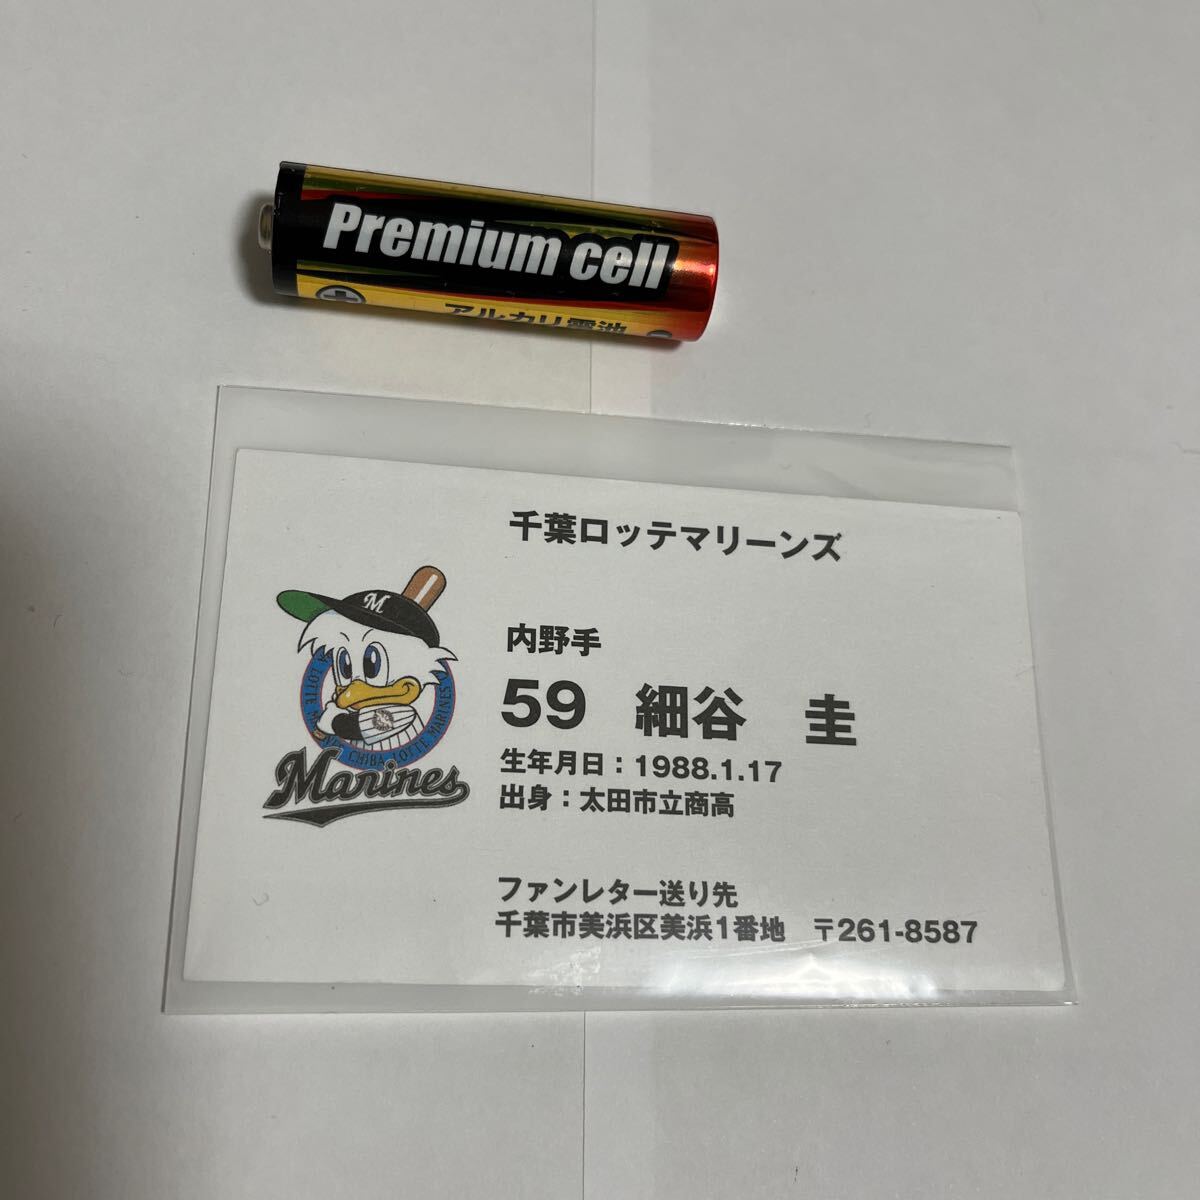 Premium cell
アルカリ電池
千葉ロッテマリーンズ
内野手
59 細谷 圭
生年月日：1988.1.17
出身：太田市立商高
ファンレター送り先
千葉市美浜区美浜1番地 〒261-8587
M
CHIBA LOTTE MARINES
Marines